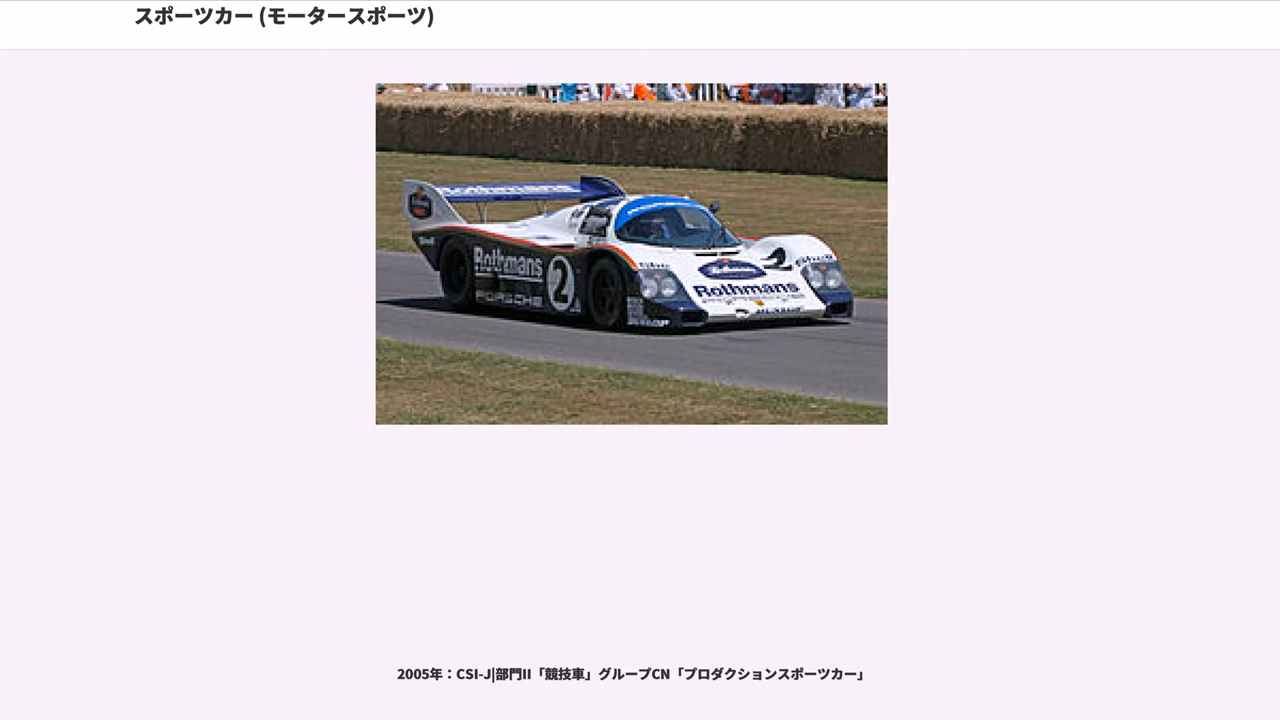 スポーツカー (モータースポーツ)
Rothmans
Rothmans
2
PORSCHE
Shell
Rothmans
2005年：CSI-J|部門II「競技車」グループCN「プロダクションスポーツカー」